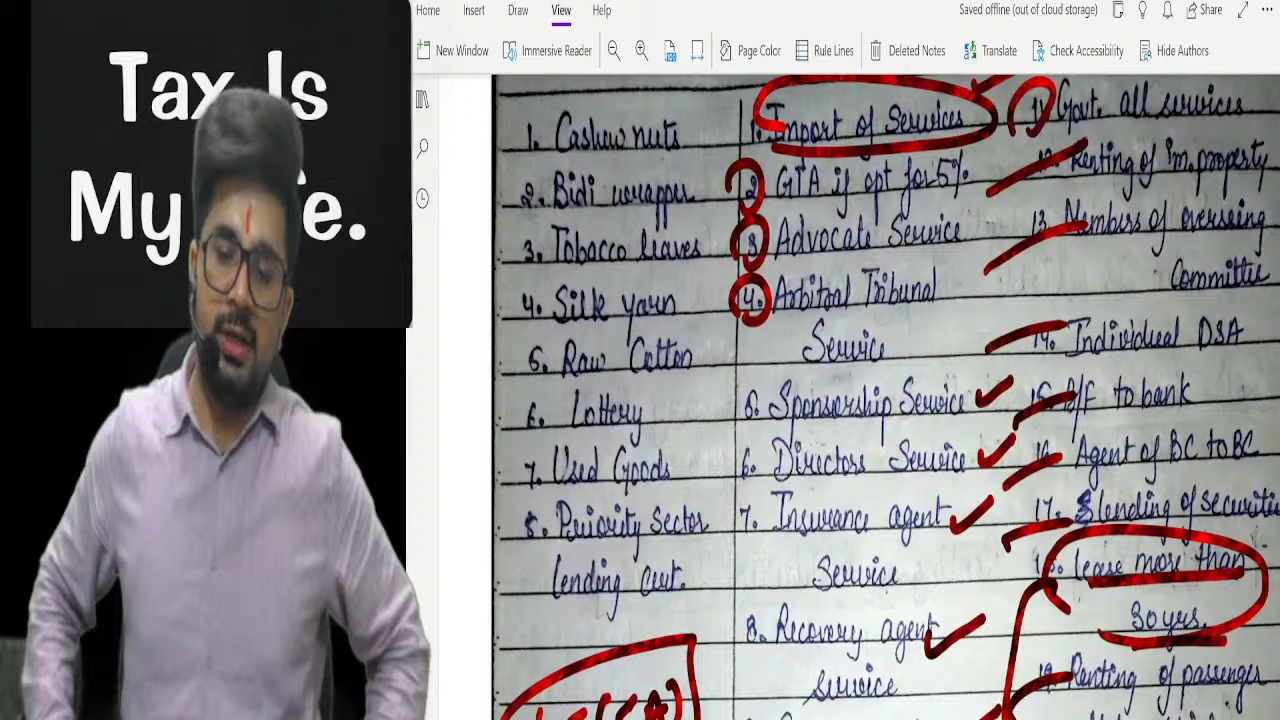 Tax Is
My
Home Insert Draw View Help
Saved offline (out of cloud storage) Share
New Window Immersive Reader Page Color Rule Lines Deleted Notes Translate Check Accessibility Hide Authors
1. Cashew nuts
2. Bidi wrapper
3. Tobacco leaves
4. Silk yarn
5. Raw Cotton
6. Lottery
7. Used Goods
8. Priority Sector
lending cert.
1. Import of Services
2 GTA if opt for 5%.
3 Advocate Service
4. Arbitral Tribunal
Service
5. Sponsorship Service
6. Directors Service
7. Insurance agent
Service
8. Recovery agent
service
11 Govt. all services
12. Renting of im.property
13. Members of overseing
Committee
14. Individual DSA
15. B/F to bank
16. Agent of BC to BC
17. Slending of securities
18. lease more than
30 yrs.
19. Renting of passenger